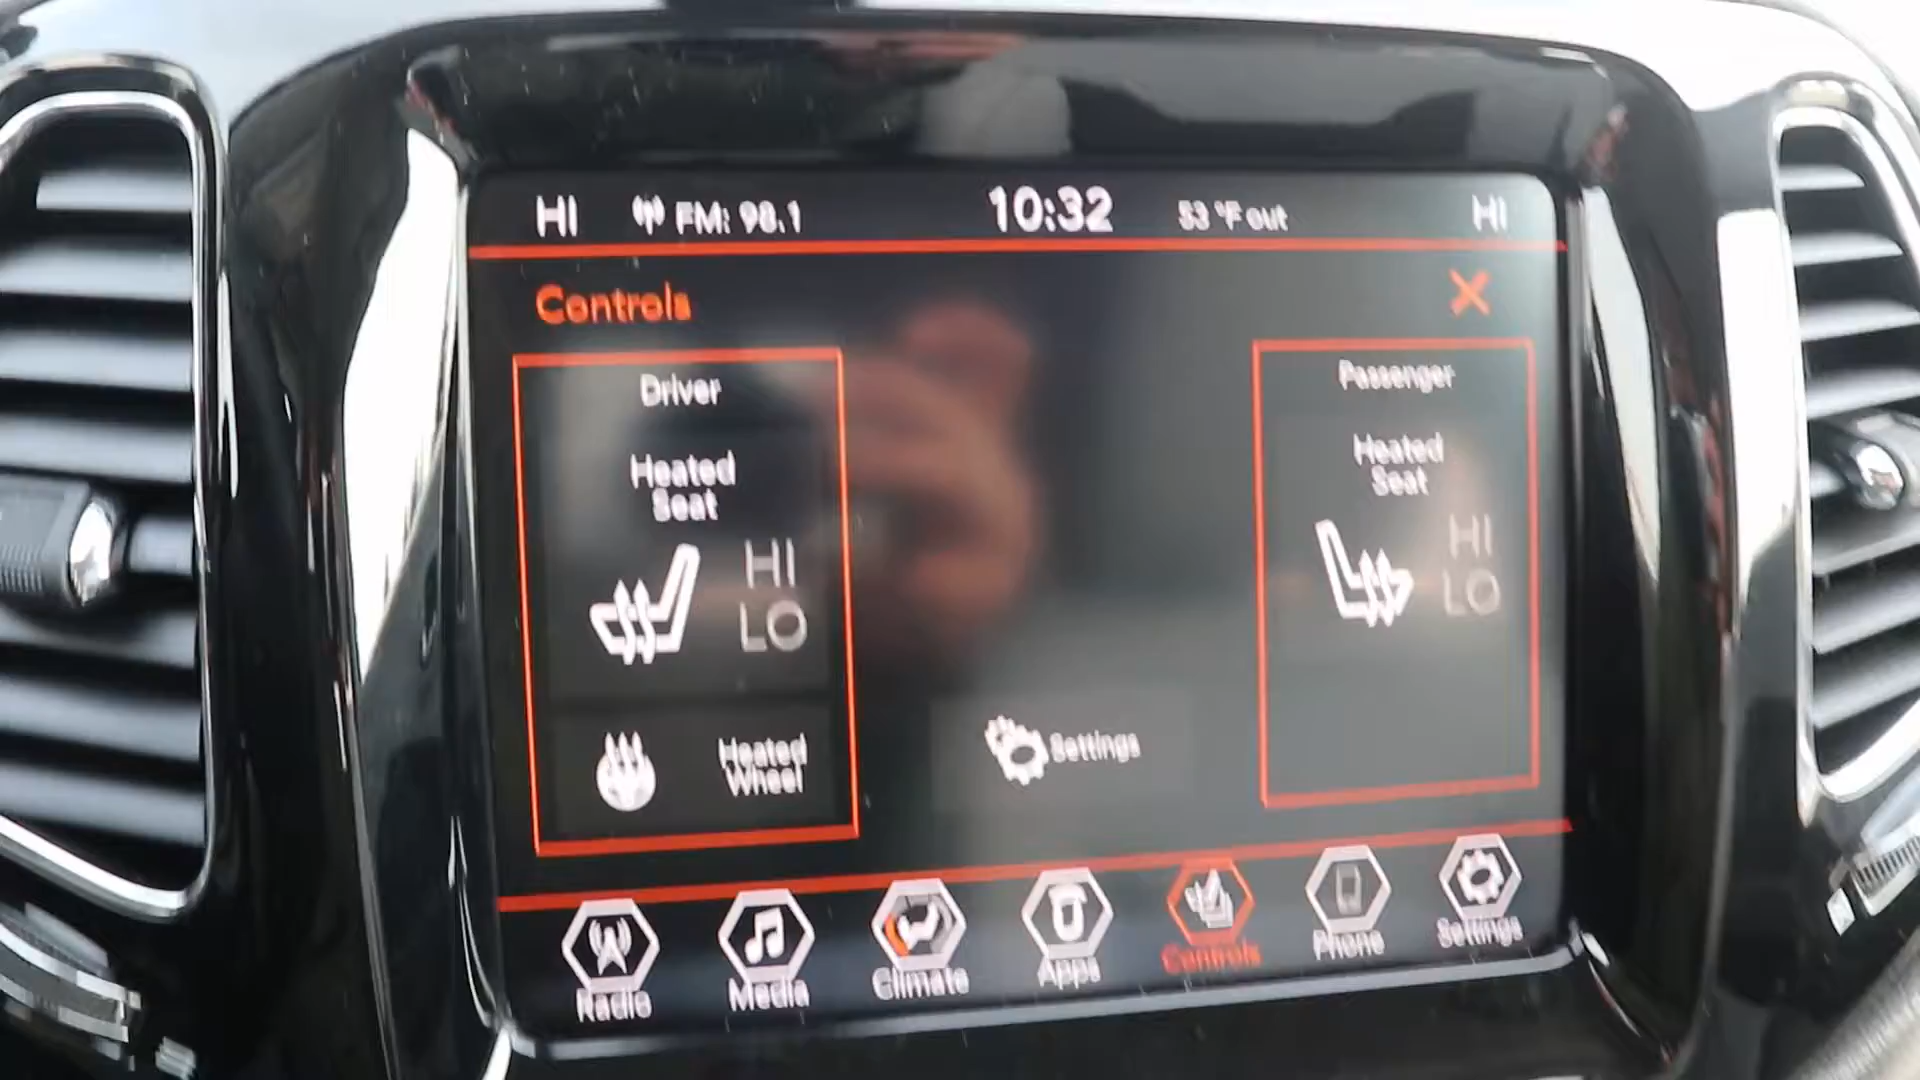 HI FM: 98.1 10:32 53 °F out HI
Controls
Driver
Heated
Seat
HI
LO
Heated
Wheel
Settings
Passenger
Heated
Seat
HI
LO
Radio Media Climate Apps Controls Phone Settings